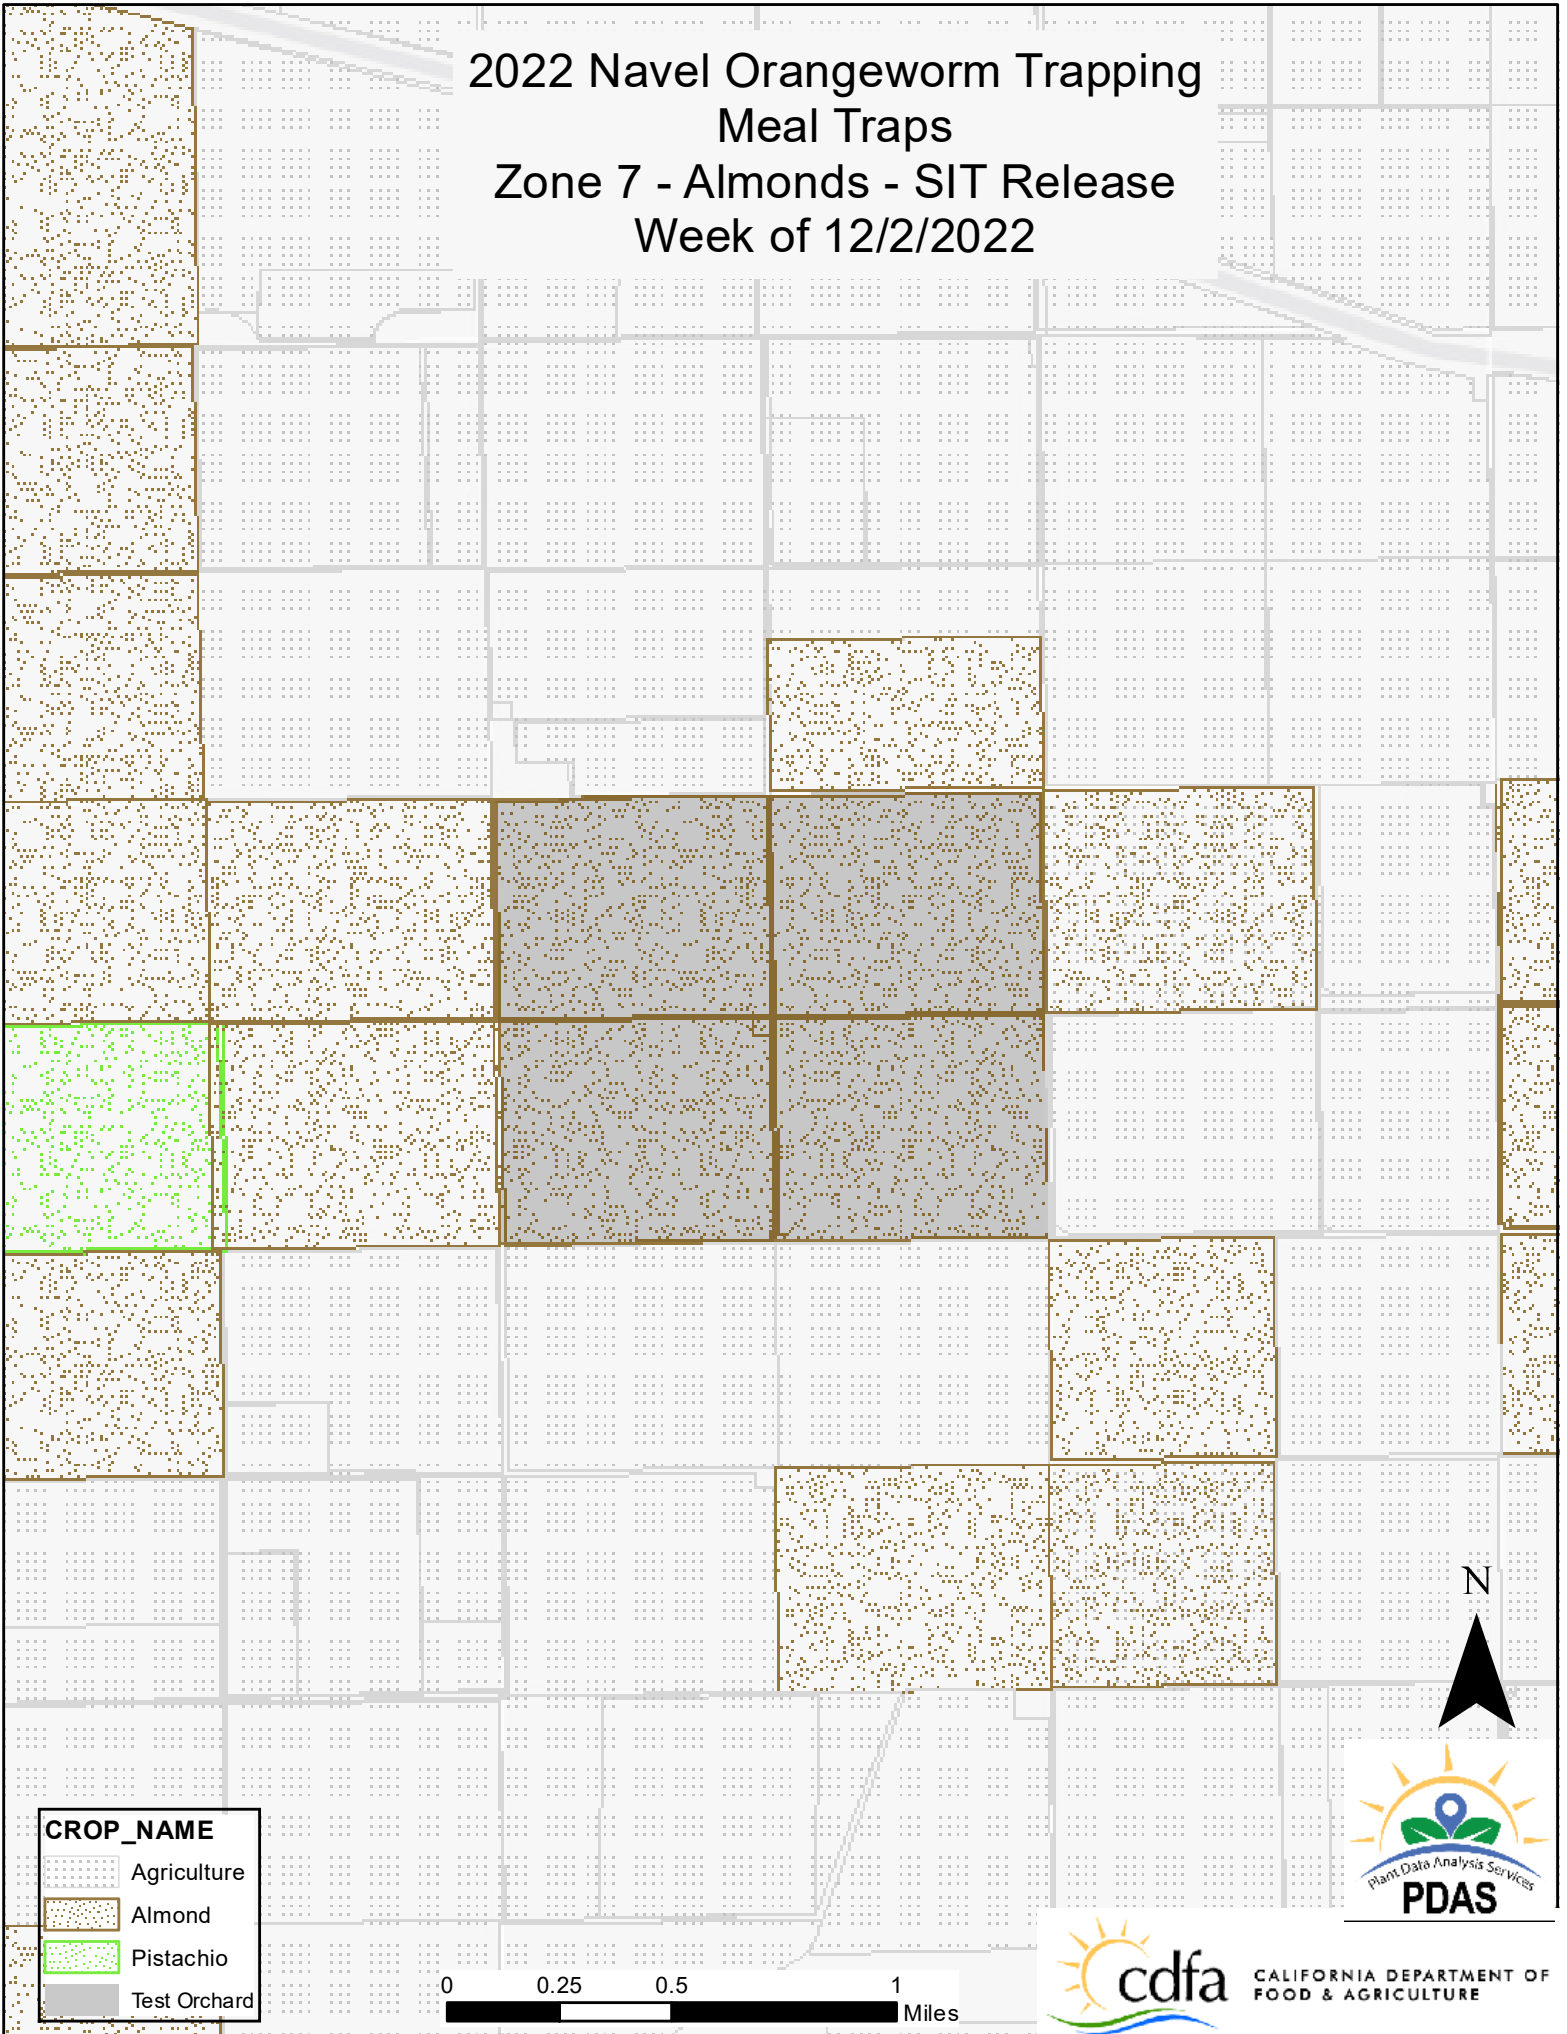 2022 Navel Orangeworm Trapping
Meal Traps
Zone 7 - Almonds - SIT Release
Week of 12/2/2022
N
CROP_NAME
Agriculture
Almond
Pistachio
Test Orchard
0 0.25 0.5 1
Miles
Plant Data Analysis Services
PDAS
cdfa
CALIFORNIA DEPARTMENT OF
FOOD & AGRICULTURE